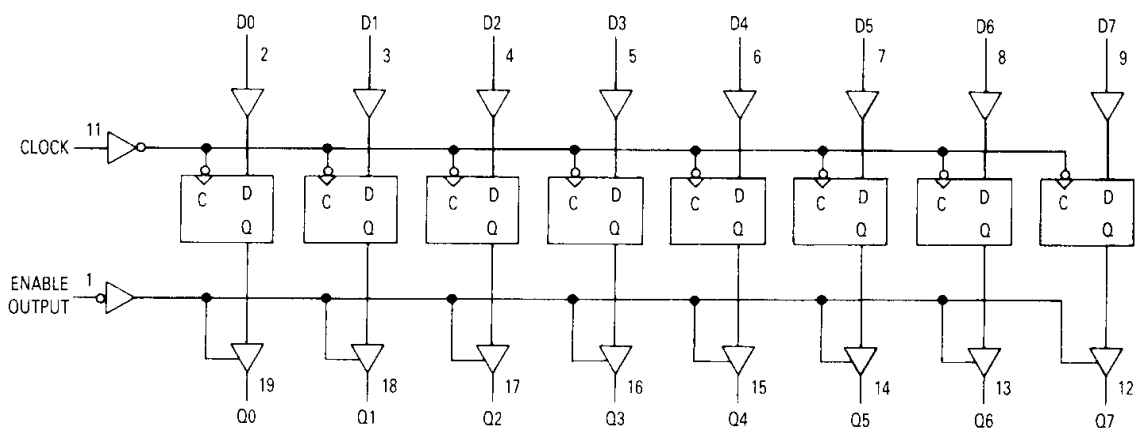 D0 D1 D2 D3 D4 D5 D6 D7
2 3 4 5 6 7 8 9
CLOCK 11
C D C D C D C D C D C D C D C D
Q Q Q Q Q Q Q Q
ENABLE 1
OUTPUT
19 18 17 16 15 14 13 12
Q0 Q1 Q2 Q3 Q4 Q5 Q6 Q7